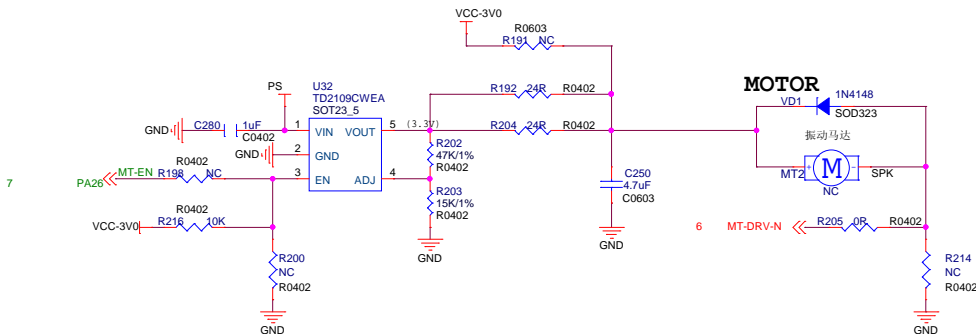 VCC-3V0
R0603
R191 NC
PS
U32
TD2109CWEA
SOT23_5
R192 24R R0402
MOTOR
VD1 1N4148
SOD323
GND C280 1uF
C0402
1 VIN VOUT 5 (3.3V)
R204 24R R0402
振动马达
GND 2 GND
R202
47K/1%
R0402
MT2 + M - SPK
NC
R0402
7 PA26 MT-EN R198 NC
3 EN ADJ 4
C250
4.7uF
C0603
R203
15K/1%
R0402
R0402
VCC-3V0 R216 10K
6 MT-DRV-N R205 0R R0402
GND
GND
R200
NC
R0402
R214
NC
R0402
GND
GND